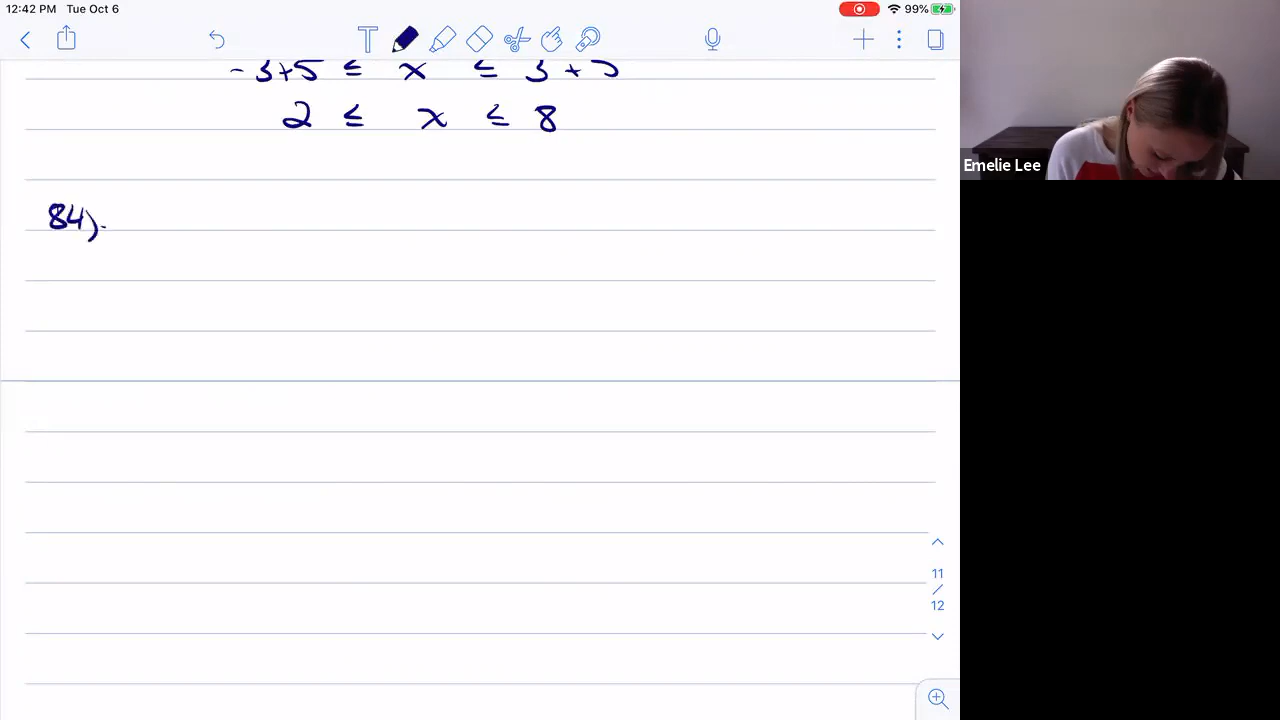 12:42 PM Tue Oct 6 99%
T
-3+5 ≤ x ≤ 3+5
2 ≤ x ≤ 8
84)
11
/
12
Emelie Lee